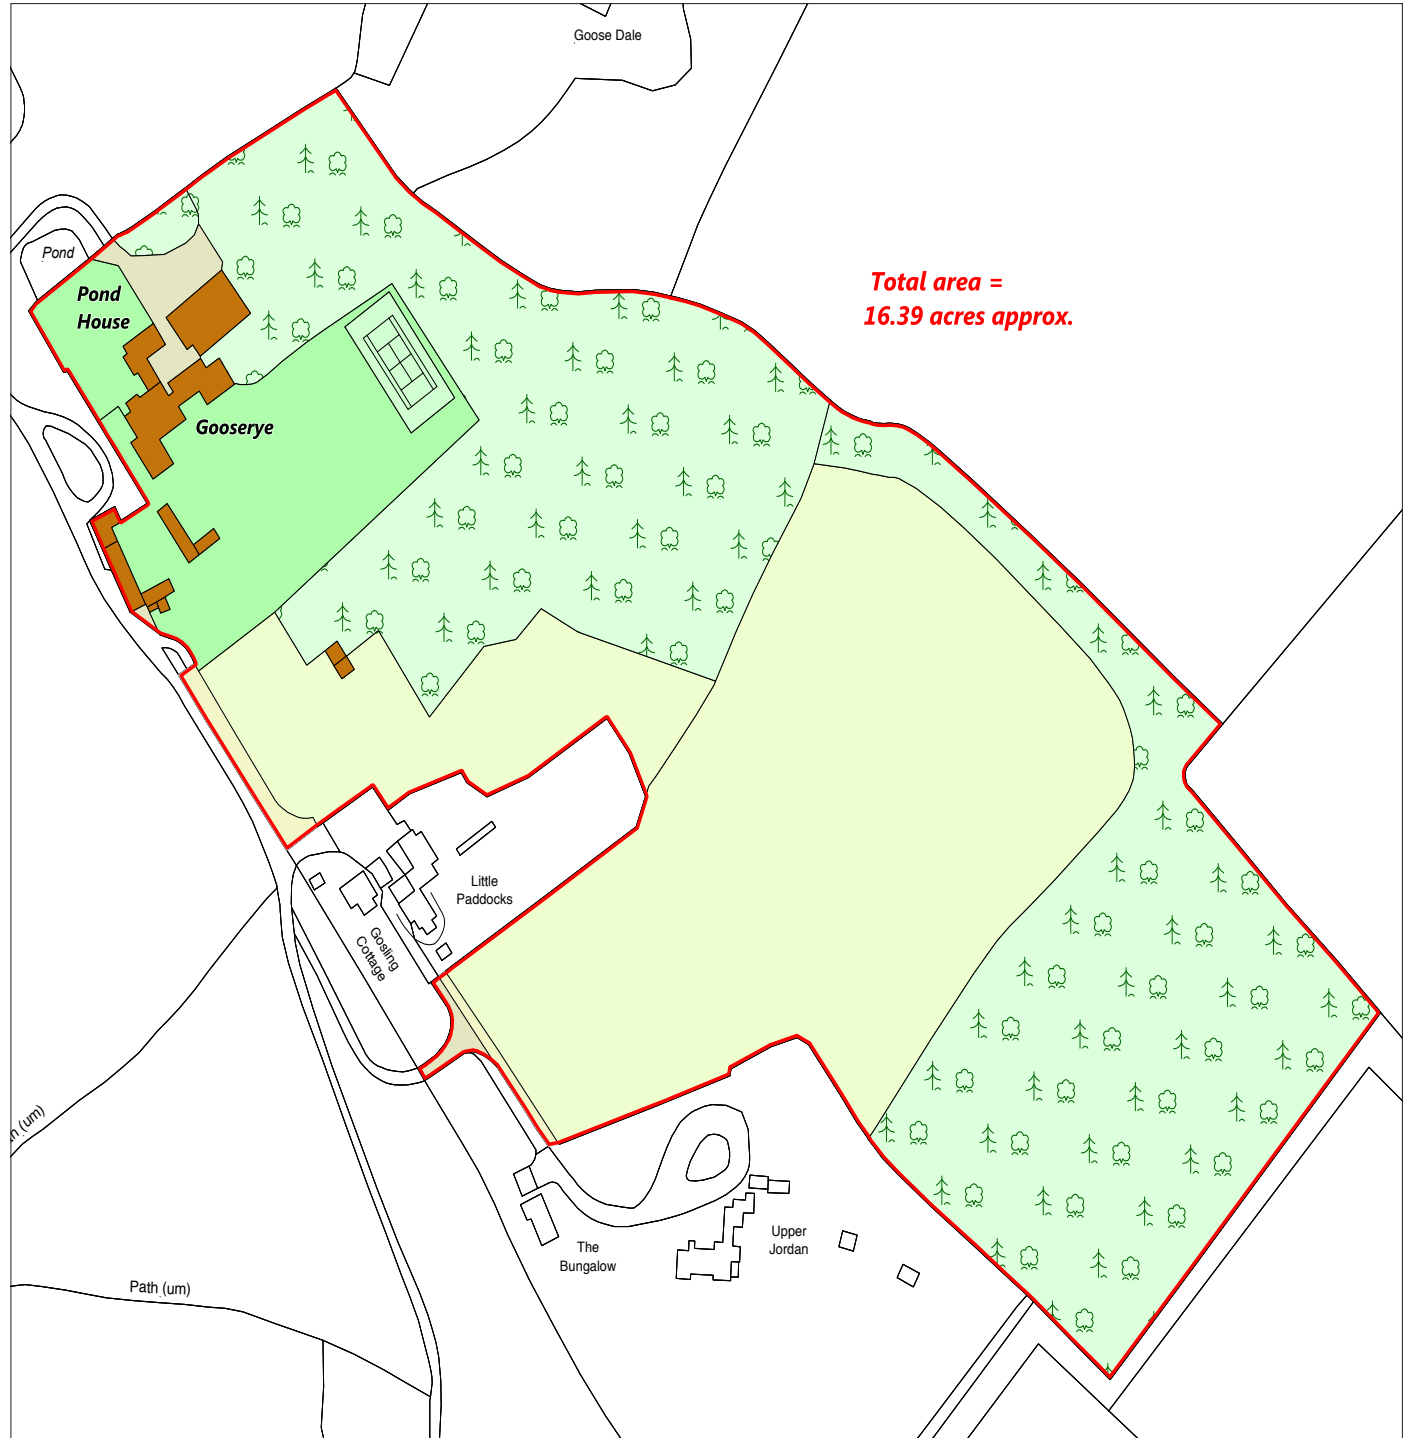 Goose Dale
Pond
Pond
House
Total area =
16.39 acres approx.
Gooserye
Little
Paddocks
Gosling
Cottage
(um)
Upper
Jordan
The
Bungalow
Path (um)